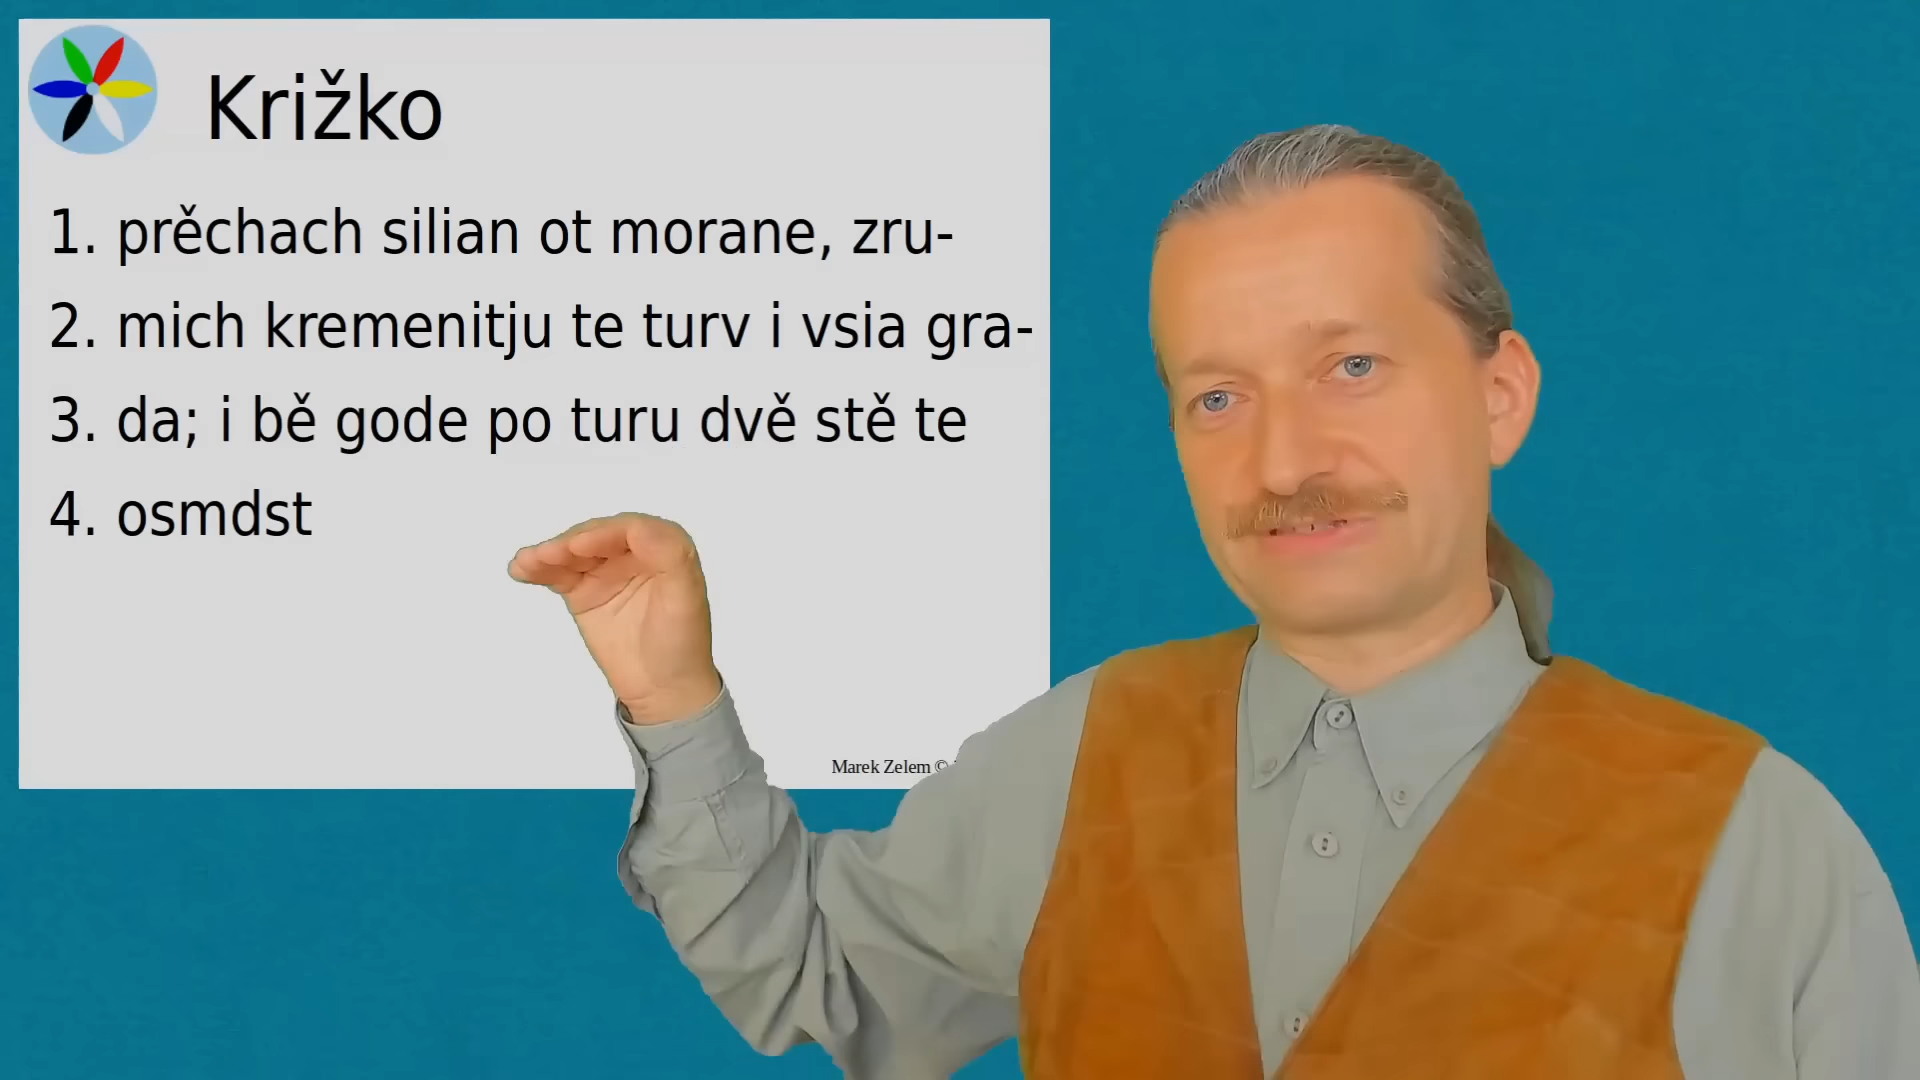 Križko
1. prěchach silian ot morane, zru-
2. mich kremenitju te turv i vsia gra-
3. da; i bě gode po turu dvě stě te
4. osmdst
Marek Zelem ©